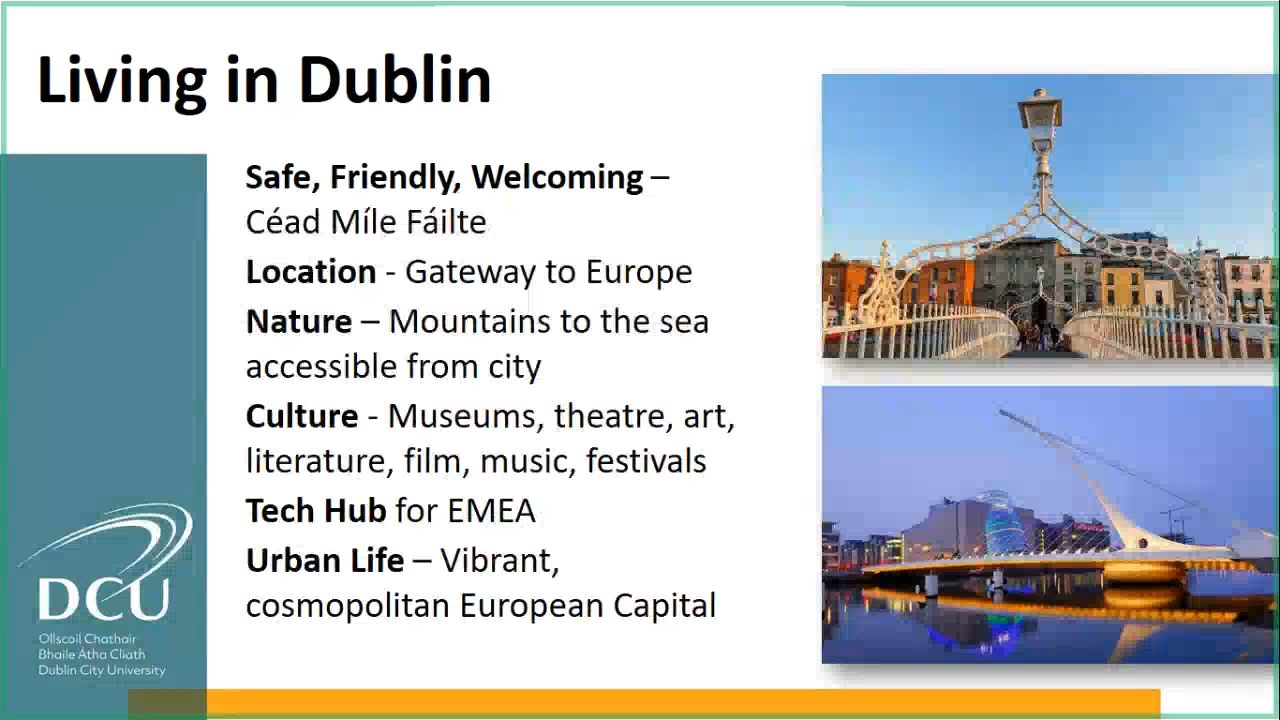 Living in Dublin
Safe, Friendly, Welcoming –
Céad Míle Fáilte
Location - Gateway to Europe
Nature – Mountains to the sea
accessible from city
Culture - Museums, theatre, art,
literature, film, music, festivals
Tech Hub for EMEA
Urban Life – Vibrant,
cosmopolitan European Capital
DCU
Ollscoil Chathair
Bhaile Átha Cliath
Dublin City University